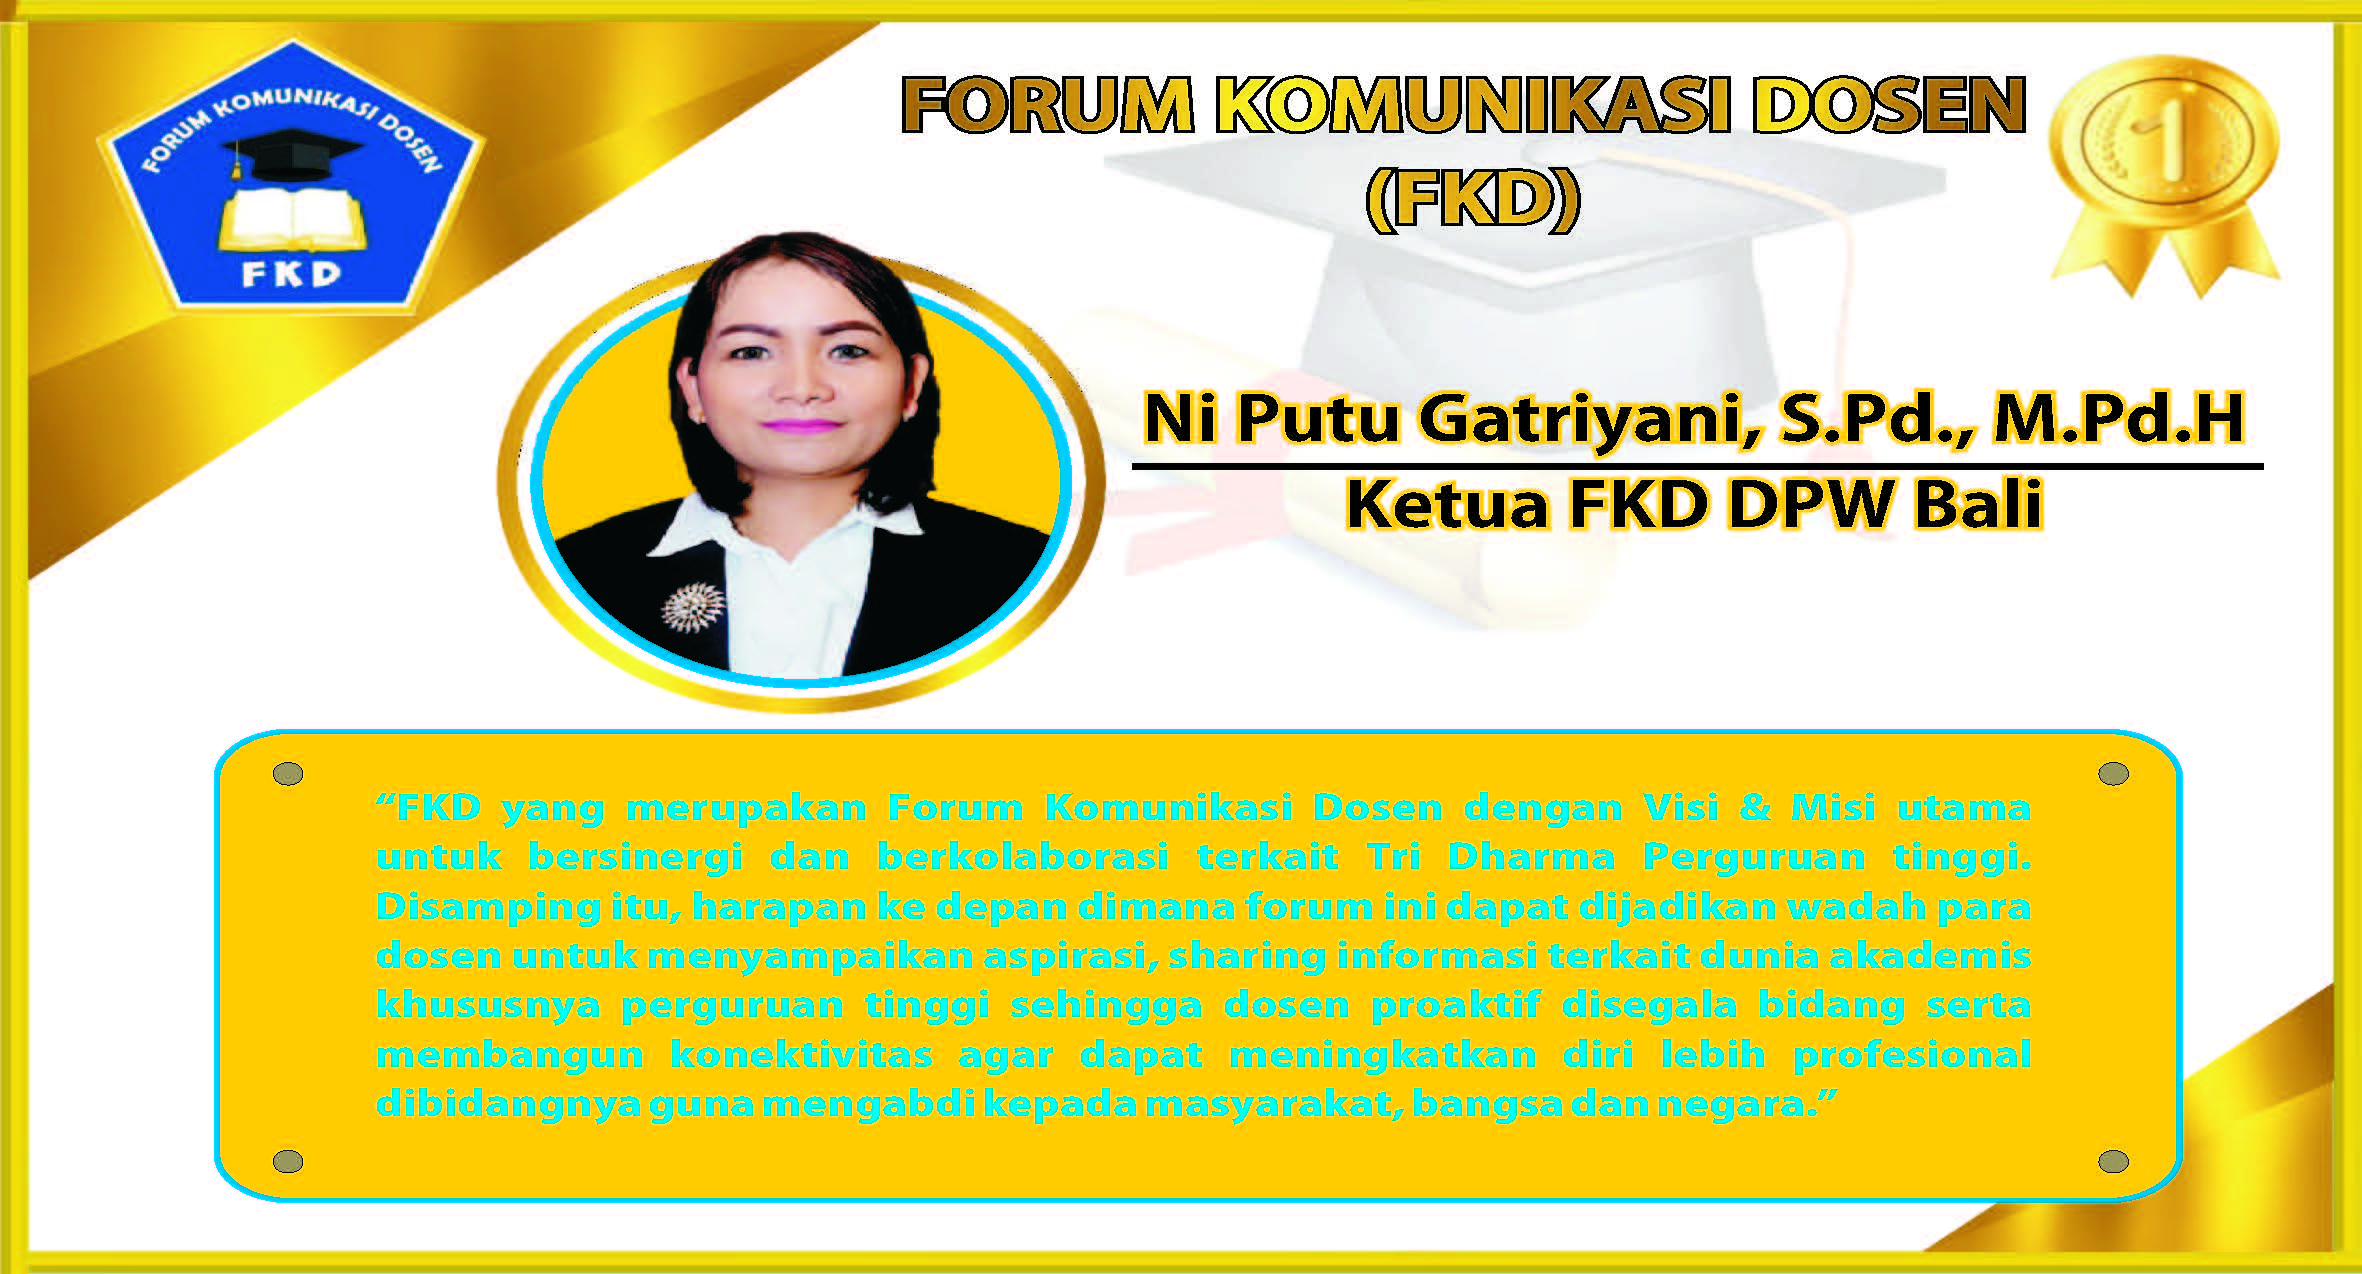 FORUM KOMUNIKASI DOSEN
FKD
FORUM KOMUNIKASI DOSEN
(FKD)
1
Ni Putu Gatriyani, S.Pd., M.Pd.H
Ketua FKD DPW Bali
“FKD yang merupakan Forum Komunikasi Dosen dengan Visi & Misi utama
untuk bersinergi dan berkolaborasi terkait Tri Dharma Perguruan tinggi.
Disamping itu, harapan ke depan dimana forum ini dapat dijadikan wadah para
dosen untuk menyampaikan aspirasi, sharing informasi terkait dunia akademis
khususnya perguruan tinggi sehingga dosen proaktif disegala bidang serta
membangun konektivitas agar dapat meningkatkan diri lebih profesional
dibidangnya guna mengabdi kepada masyarakat, bangsa dan negara.”